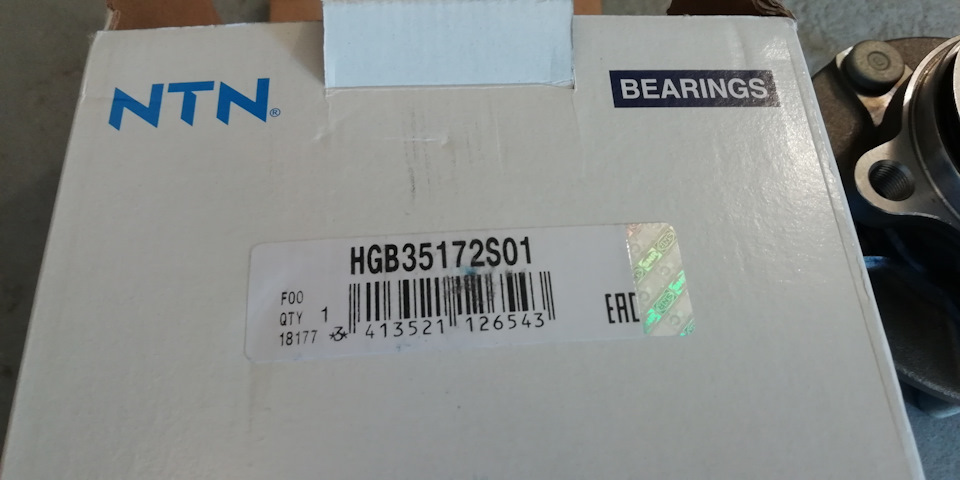 NTN®
BEARINGS
HGB35172S01
F00
QTY 1
18177 *3*
413521 126543
EAC